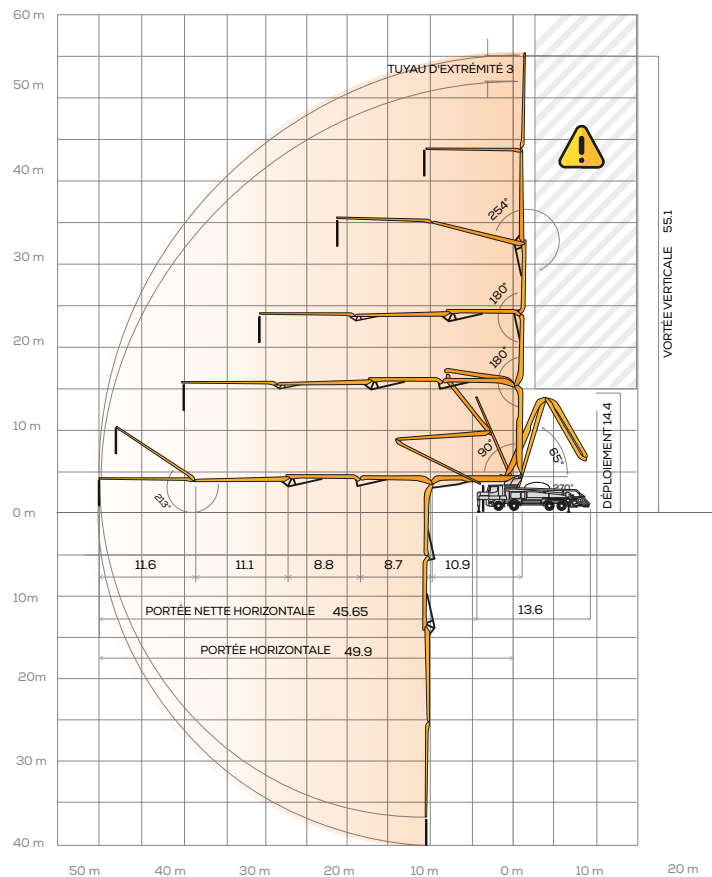 60 m
TUYAU D'EXTRÉMITÉ 3
50 m
40 m
254°
VORTÉE VERTICALE 55.1
30 m
180°
20 m
180°
10 m
90°
65°
DÉPLOIEMENT 14.4
213°
270°
0 m
11.6 11.1 8.8 8.7 10.9
10m
PORTÉE NETTE HORIZONTALE 45.65
13.6
PORTÉE HORIZONTALE 49.9
20m
30 m
40 m
50 m 40 m 30 m 20 m 10 m 0 m 10 m 20 m